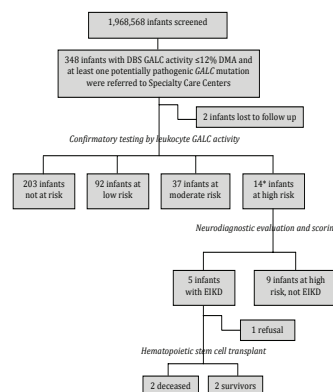 1,968,568 infants screened
348 infants with DBS GALC activity ≤12% DMA and
at least one potentially pathogenic GALC mutation
were referred to Specialty Care Centers
2 infants lost to follow up
Confirmatory testing by leukocyte GALC activity
203 infants
not at risk
92 infants at
low risk
37 infants at
moderate risk
14* infants
at high risk
Neurodiagnostic evaluation and scorin
5 infants
with EIKD
9 infants at high
risk, not EIKD
1 refusal
Hematopoietic stem cell transplant
2 deceased
2 survivors